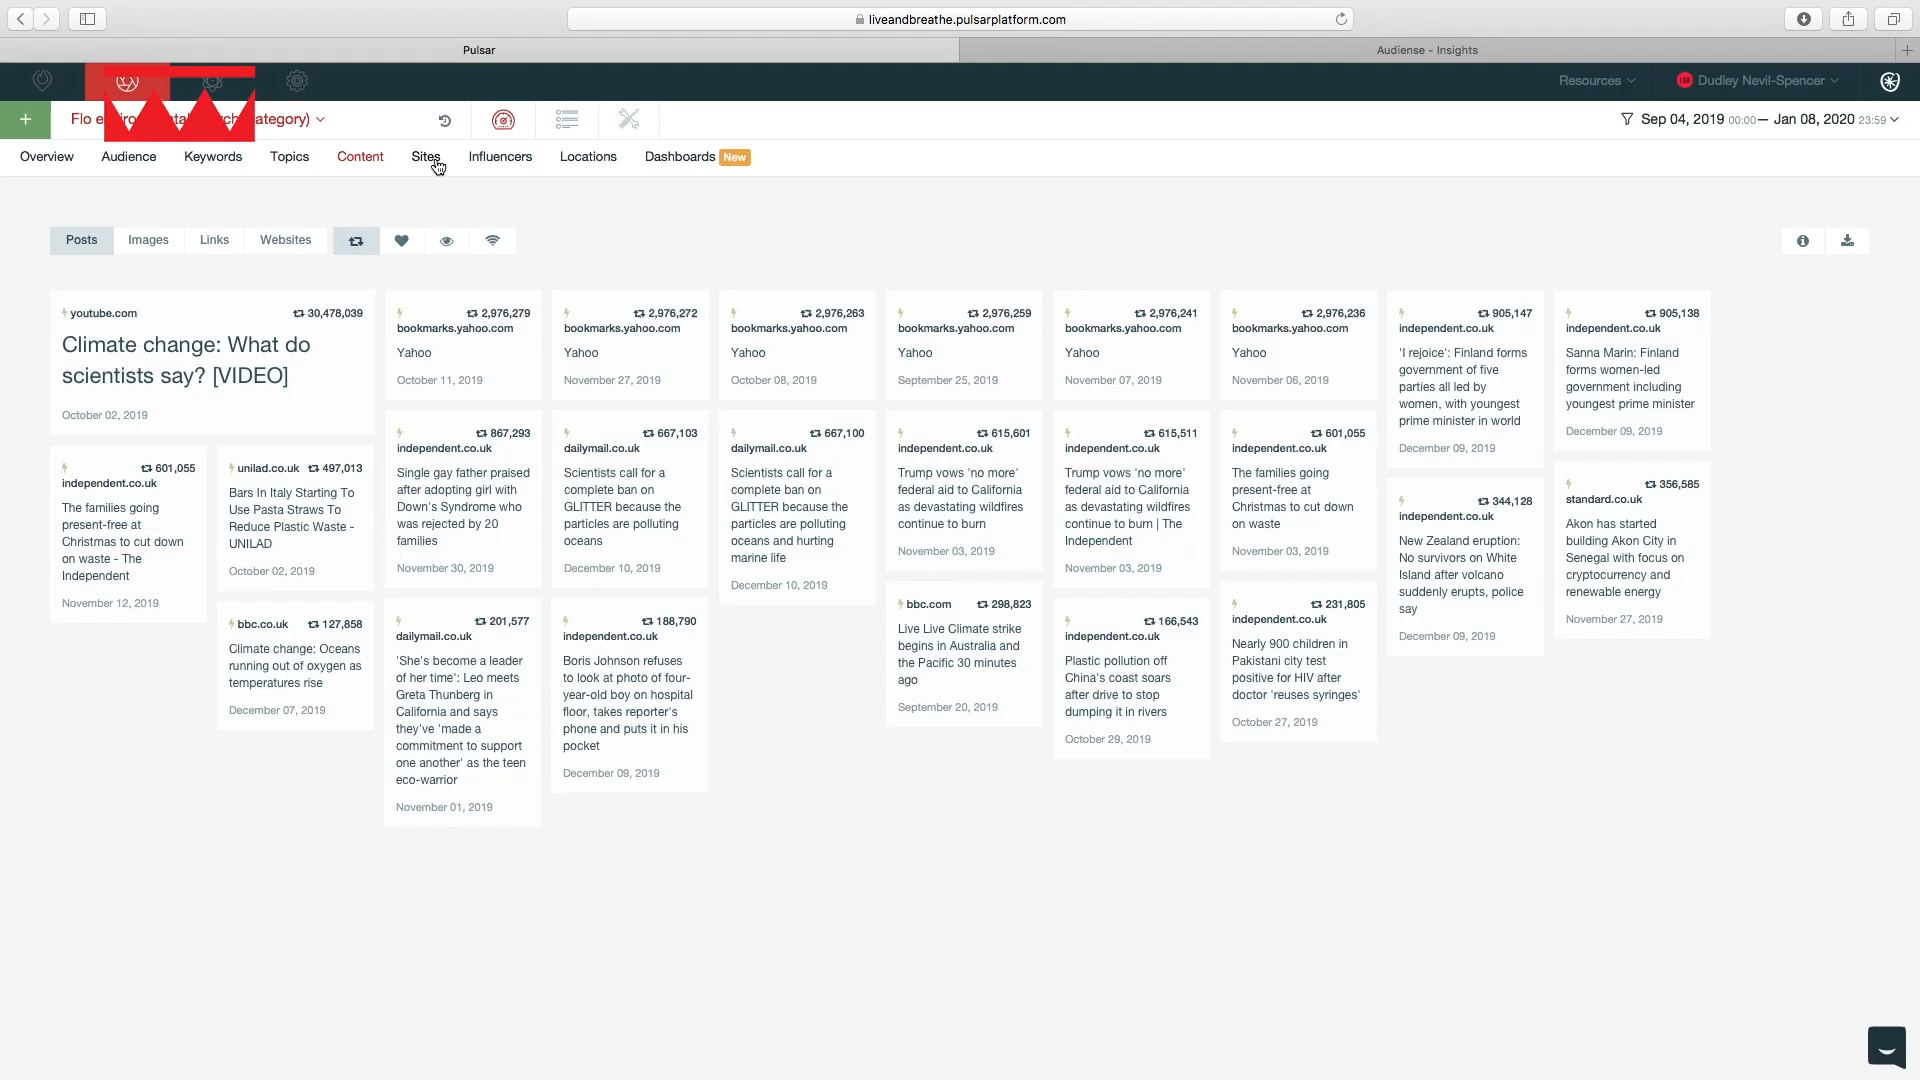 liveandbreathe.pulsarplatform.com
Pulsar
Audiense - Insights
Resources
Dudley Nevil-Spencer
+
Flo
ategory)
Sep 04, 2019 00:00 — Jan 08, 2020 23:59
Overview
Audience
Keywords
Topics
Content
Sites
Influencers
Locations
Dashboards New
Posts
Images
Links
Websites
youtube.com 30,478,039
Climate change: What do
scientists say? [VIDEO]
October 02, 2019
601,055
independent.co.uk
The families going
present-free at
Christmas to cut down
on waste - The
Independent
November 12, 2019
unilad.co.uk 497,013
Bars In Italy Starting To
Use Pasta Straws To
Reduce Plastic Waste -
UNILAD
October 02, 2019
bbc.co.uk 127,858
Climate change: Oceans
running out of oxygen as
temperatures rise
December 07, 2019
2,976,279
bookmarks.yahoo.com
Yahoo
October 11, 2019
867,293
independent.co.uk
Single gay father praised
after adopting girl with
Down's Syndrome who
was rejected by 20
families
November 30, 2019
201,577
dailymail.co.uk
'She's become a leader
of her time': Leo meets
Greta Thunberg in
California and says
they've 'made a
commitment to support
one another' as the teen
eco-warrior
November 01, 2019
2,976,272
bookmarks.yahoo.com
Yahoo
November 27, 2019
667,103
dailymail.co.uk
Scientists call for a
complete ban on
GLITTER because the
particles are polluting
oceans
December 10, 2019
188,790
independent.co.uk
Boris Johnson refuses
to look at photo of four-
year-old boy on hospital
floor, takes reporter's
phone and puts it in his
pocket
December 09, 2019
2,976,263
bookmarks.yahoo.com
Yahoo
October 08, 2019
667,100
dailymail.co.uk
Scientists call for a
complete ban on
GLITTER because the
particles are polluting
oceans and hurting
marine life
December 10, 2019
2,976,259
bookmarks.yahoo.com
Yahoo
September 25, 2019
615,601
independent.co.uk
Trump vows 'no more'
federal aid to California
as devastating wildfires
continue to burn
November 03, 2019
bbc.com 298,823
Live Live Climate strike
begins in Australia and
the Pacific 30 minutes
ago
September 20, 2019
2,976,241
bookmarks.yahoo.com
Yahoo
November 07, 2019
615,511
independent.co.uk
Trump vows 'no more'
federal aid to California
as devastating wildfires
continue to burn | The
Independent
November 03, 2019
166,543
independent.co.uk
Plastic pollution off
China's coast soars
after drive to stop
dumping it in rivers
October 29, 2019
2,976,236
bookmarks.yahoo.com
Yahoo
November 06, 2019
601,055
independent.co.uk
The families going
present-free at
Christmas to cut down
on waste
November 03, 2019
231,805
independent.co.uk
Nearly 900 children in
Pakistani city test
positive for HIV after
doctor 'reuses syringes'
October 27, 2019
905,147
independent.co.uk
'I rejoice': Finland forms
government of five
parties all led by
women, with youngest
prime minister in world
December 09, 2019
344,128
independent.co.uk
New Zealand eruption:
No survivors on White
Island after volcano
suddenly erupts, police
say
December 09, 2019
905,138
independent.co.uk
Sanna Marin: Finland
forms women-led
government including
youngest prime minister
December 09, 2019
356,585
standard.co.uk
Akon has started
building Akon City in
Senegal with focus on
cryptocurrency and
renewable energy
November 27, 2019